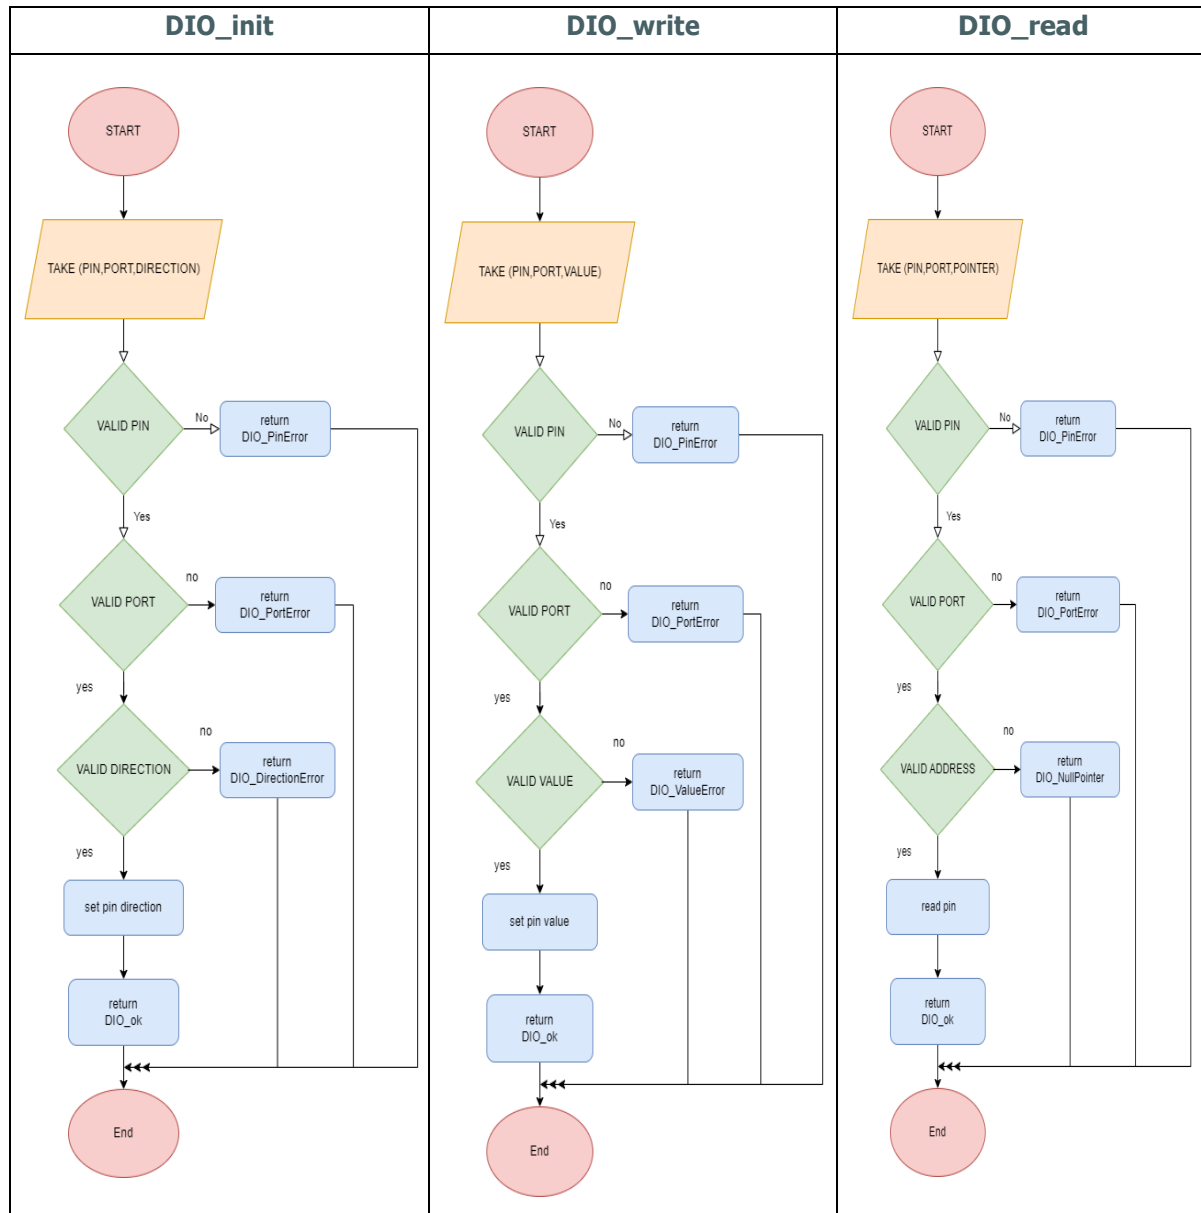 DIO_init
START
TAKE (PIN,PORT,DIRECTION)
VALID PIN
No
return
DIO_PinError
Yes
VALID PORT
no
return
DIO_PortError
yes
VALID DIRECTION
no
return
DIO_DirectionError
yes
set pin direction
return
DIO_ok
End
DIO_write
START
TAKE (PIN,PORT,VALUE)
VALID PIN
No
return
DIO_PinError
Yes
VALID PORT
no
return
DIO_PortError
yes
VALID VALUE
no
return
DIO_ValueError
yes
set pin value
return
DIO_ok
End
DIO_read
START
TAKE (PIN,PORT,POINTER)
VALID PIN
No
return
DIO_PinError
Yes
VALID PORT
no
return
DIO_PortError
yes
VALID ADDRESS
no
return
DIO_NullPointer
yes
read pin
return
DIO_ok
End